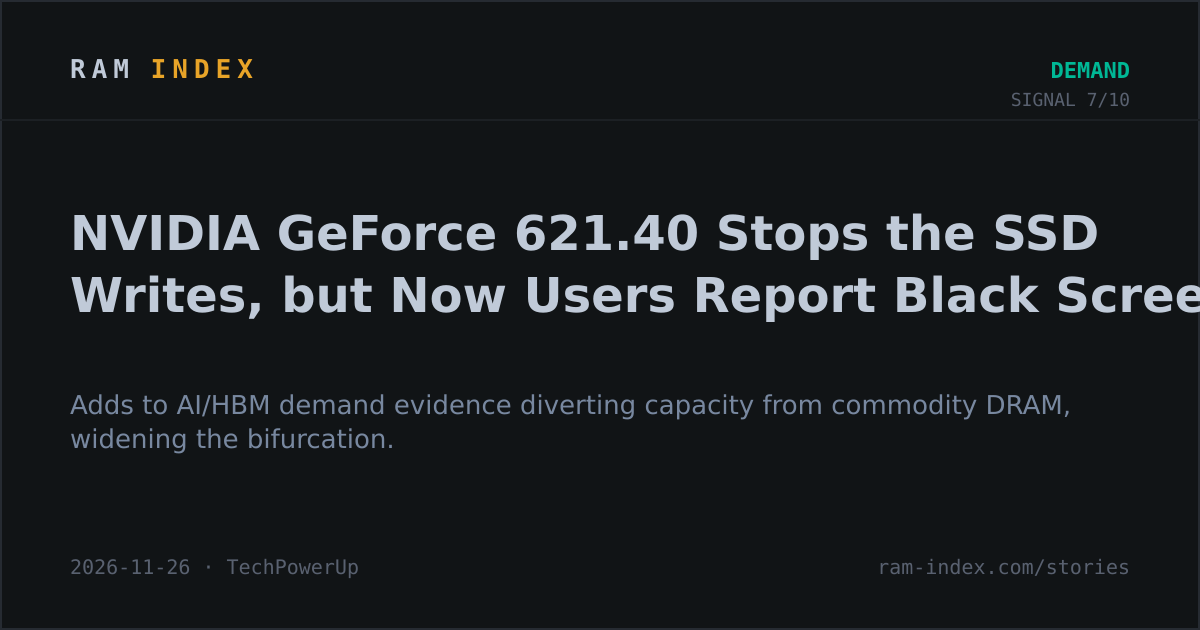 RAM INDEX
DEMAND
SIGNAL 7/10
NVIDIA GeForce 621.40 Stops the SSD
Writes, but Now Users Report Black Scree
Adds to AI/HBM demand evidence diverting capacity from commodity DRAM,
widening the bifurcation.
2026-11-26 · TechPowerUp
ram-index.com/stories